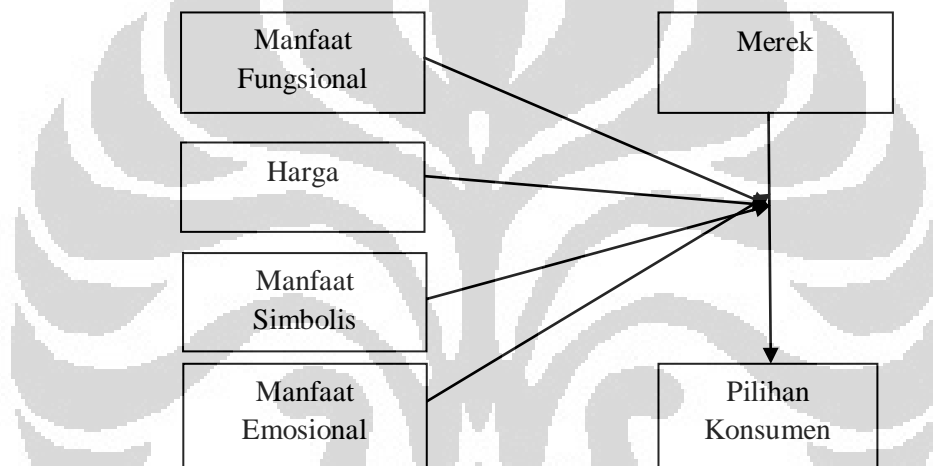 Manfaat
Fungsional
Merek
Harga
Manfaat
Simbolis
Manfaat
Emosional
Pilihan
Konsumen